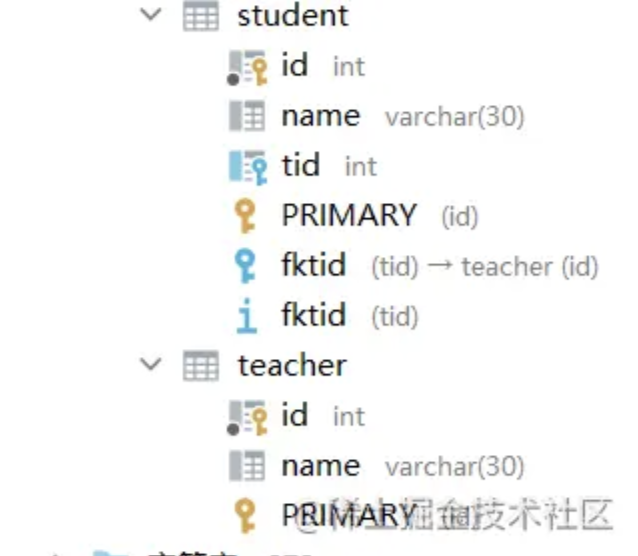 student
id int
name varchar(30)
tid int
PRIMARY (id)
fktid (tid) → teacher (id)
fktid (tid)
teacher
id int
name varchar(30)
PRIMARY (id)
@稀土掘金技术社区